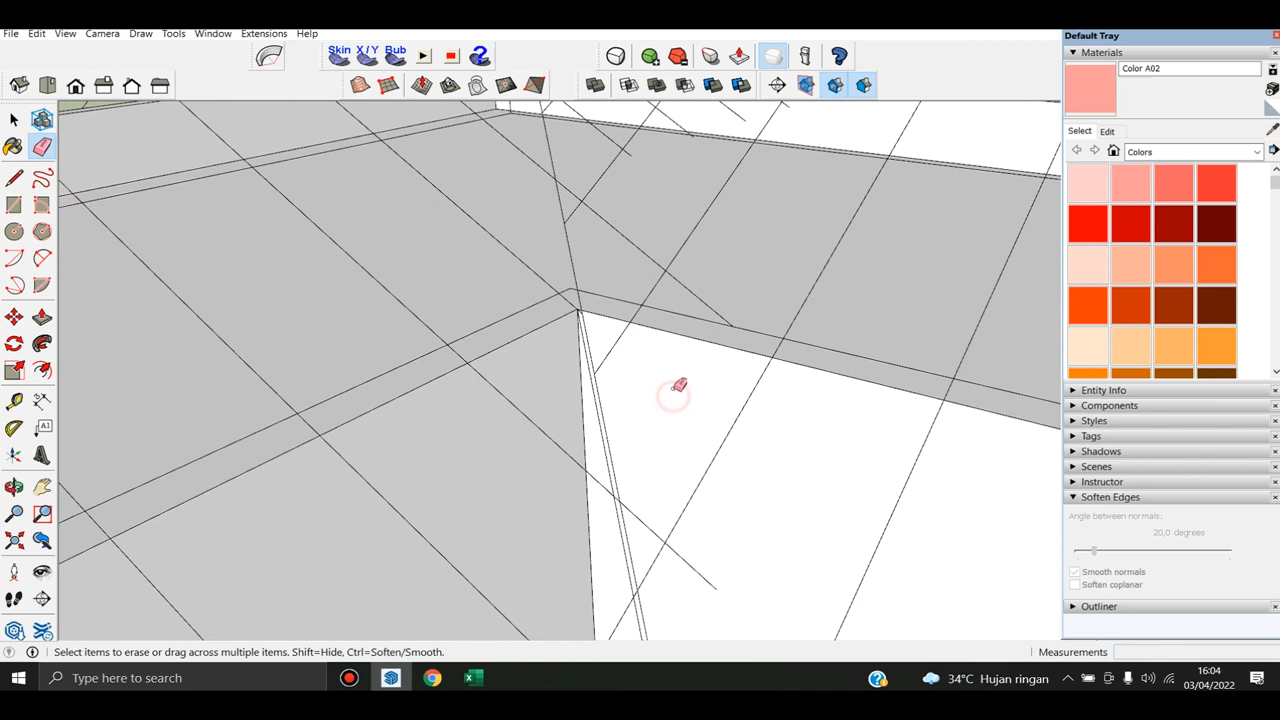 Default Tray
File Edit View Camera Draw Tools Window Extensions Help
Materials
Skin X/Y Bub
Color A02
Select Edit
Colors
A1
Entity Info
Components
Styles
Tags
Shadows
Scenes
Instructor
Soften Edges
Angle between normals:
20,0 degrees
Smooth normals
Soften coplanar
Outliner
Select items to erase or drag across multiple items. Shift=Hide, Ctrl=Soften/Smooth.
Measurements
Type here to search
34°C Hujan ringan
16:04
03/04/2022